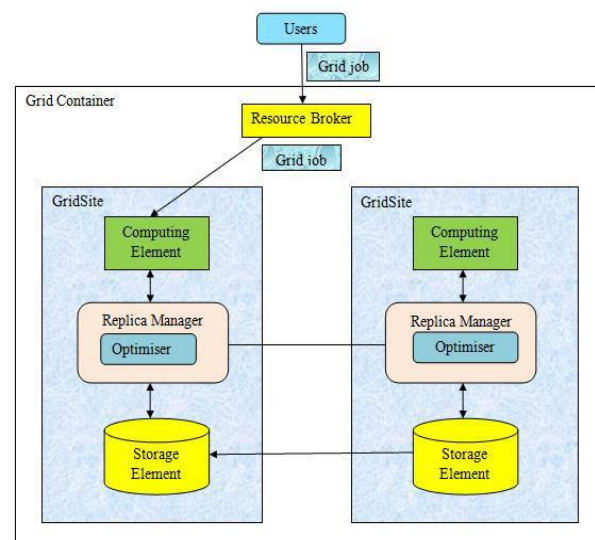 Users
Grid job
Grid Container
Resource Broker
Grid job
GridSite
Computing
Element
Replica Manager
Optimiser
Storage
Element
GridSite
Computing
Element
Replica Manager
Optimiser
Storage
Element